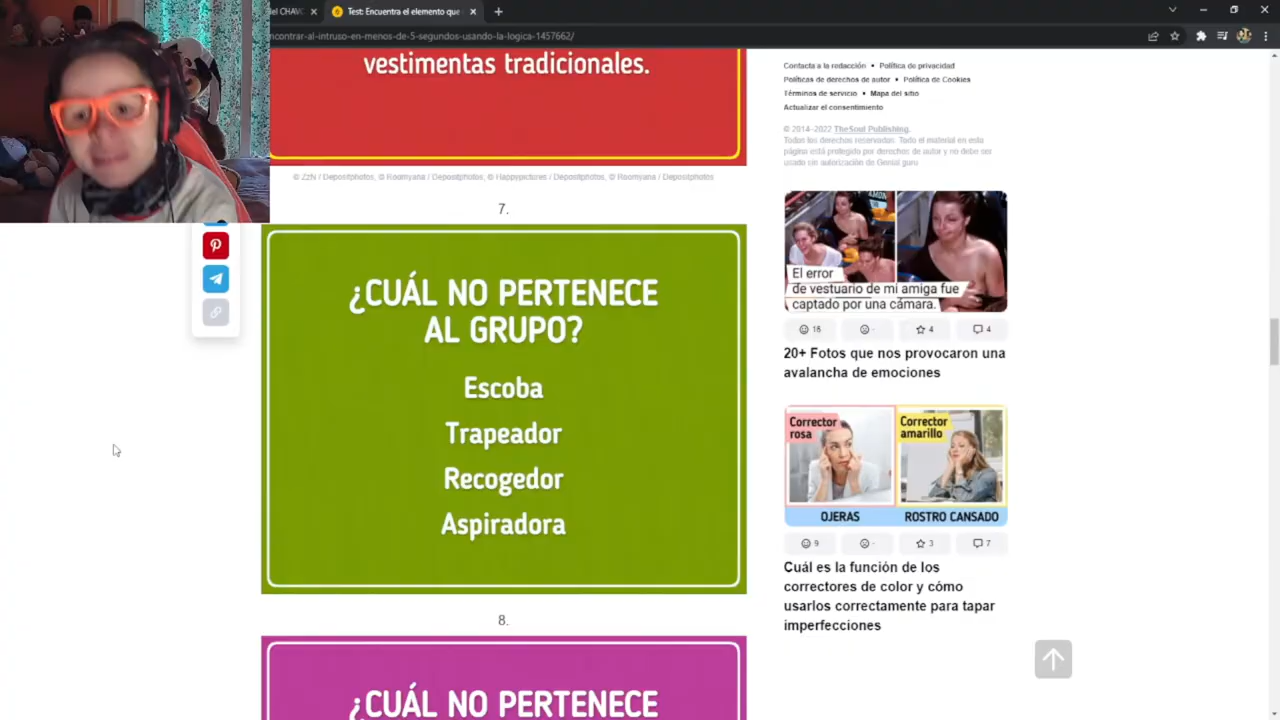 del CHAV
Test: Encuentra el elemento que
ncontrar-al-intruso-en-menos-de-5-segundos-usando-la-logica-1457662/
vestimentas tradicionales.
© ZzN / Depositphotos, © Roomyana / Depositphotos, © Happypictures / Depositphotos, © Roomyana / Depositphotos
7.
¿CUÁL NO PERTENECE
AL GRUPO?
Escoba
Trapeador
Recogedor
Aspiradora
8.
¿CUÁL NO PERTENECE
Contacta a la redacción • Política de privacidad
Políticas de derechos de autor • Política de Cookies
Términos de servicio • Mapa del sitio
Actualizar el consentimiento
© 2014-2022 TheSoul Publishing.
Todos los derechos reservados. Todo el material en esta
página está protegido por derechos de autor y no debe ser
usado sin autorización de Genial guru
El error
de vestuario de mi amiga fue
captado por una cámara.
16 - 4 4
20+ Fotos que nos provocaron una
avalancha de emociones
Corrector
rosa
Corrector
amarillo
OJERAS ROSTRO CANSADO
9 - 3 7
Cuál es la función de los
correctores de color y cómo
usarlos correctamente para tapar
imperfecciones